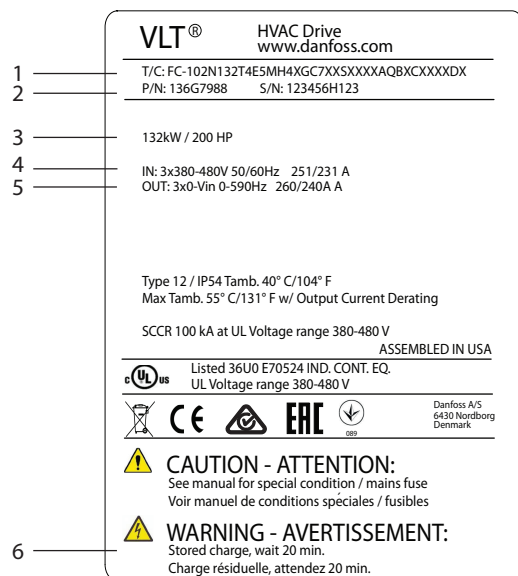 VLT® HVAC Drive
www.danfoss.com
1 T/C: FC-102N132T4E5MH4XGC7XXSXXXXAQBXCXXXXDX
2 P/N: 136G7988 S/N: 123456H123
3 132kW / 200 HP
4 IN: 3x380-480V 50/60Hz 251/231 A
5 OUT: 3x0-Vin 0-590Hz 260/240A A
Type 12 / IP54 Tamb. 40° C/104° F
Max Tamb. 55° C/131° F w/ Output Current Derating
SCCR 100 kA at UL Voltage range 380-480 V
ASSEMBLED IN USA
c UL us Listed 36U0 E70524 IND. CONT. EQ.
UL Voltage range 380-480 V
CE EAC 089
Danfoss A/S
6430 Nordborg
Denmark
CAUTION - ATTENTION:
See manual for special condition / mains fuse
Voir manuel de conditions spéciales / fusibles
WARNING - AVERTISSEMENT:
6 Stored charge, wait 20 min.
Charge résiduelle, attendez 20 min.